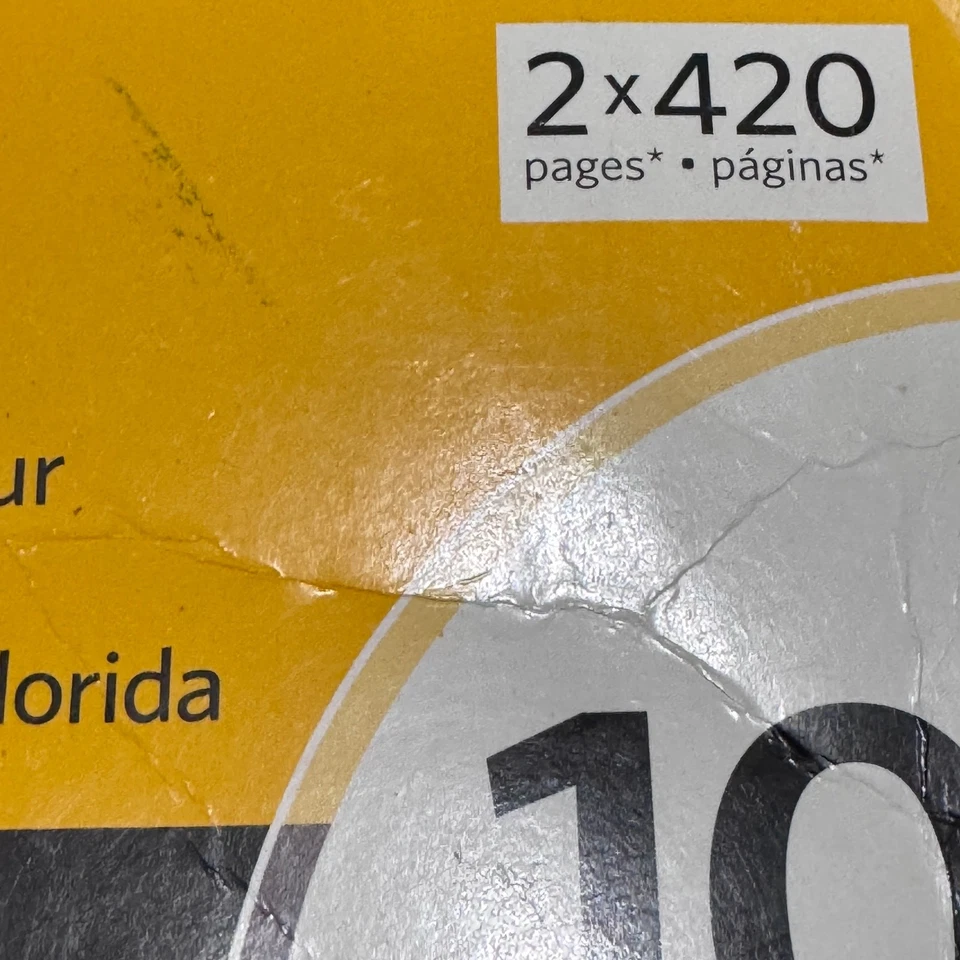 2x420
pages* • páginas*
ur
lorida
10